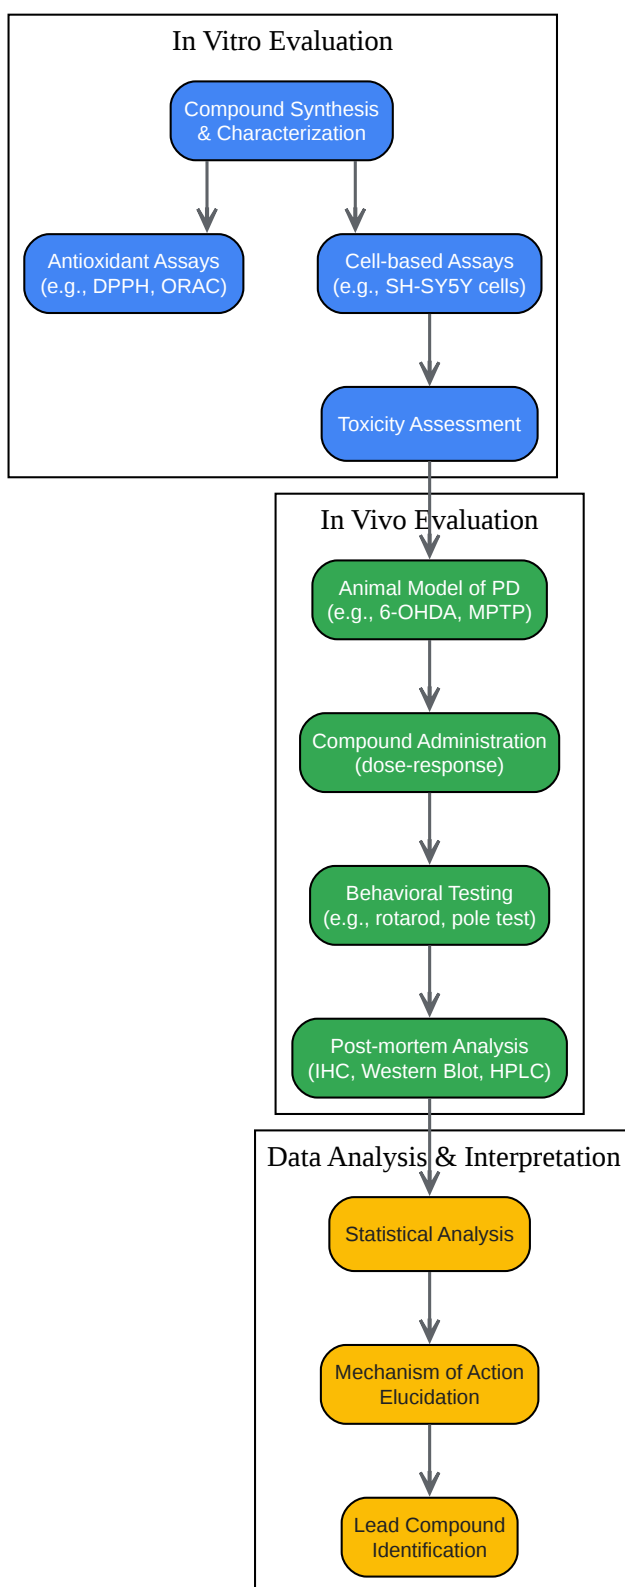 In Vitro Evaluation
Compound Synthesis
& Characterization
Antioxidant Assays
(e.g., DPPH, ORAC)
Cell-based Assays
(e.g., SH-SY5Y cells)
Toxicity Assessment
In Vivo Evaluation
Animal Model of PD
(e.g., 6-OHDA, MPTP)
Compound Administration
(dose-response)
Behavioral Testing
(e.g., rotarod, pole test)
Post-mortem Analysis
(IHC, Western Blot, HPLC)
Data Analysis & Interpretation
Statistical Analysis
Mechanism of Action
Elucidation
Lead Compound
Identification